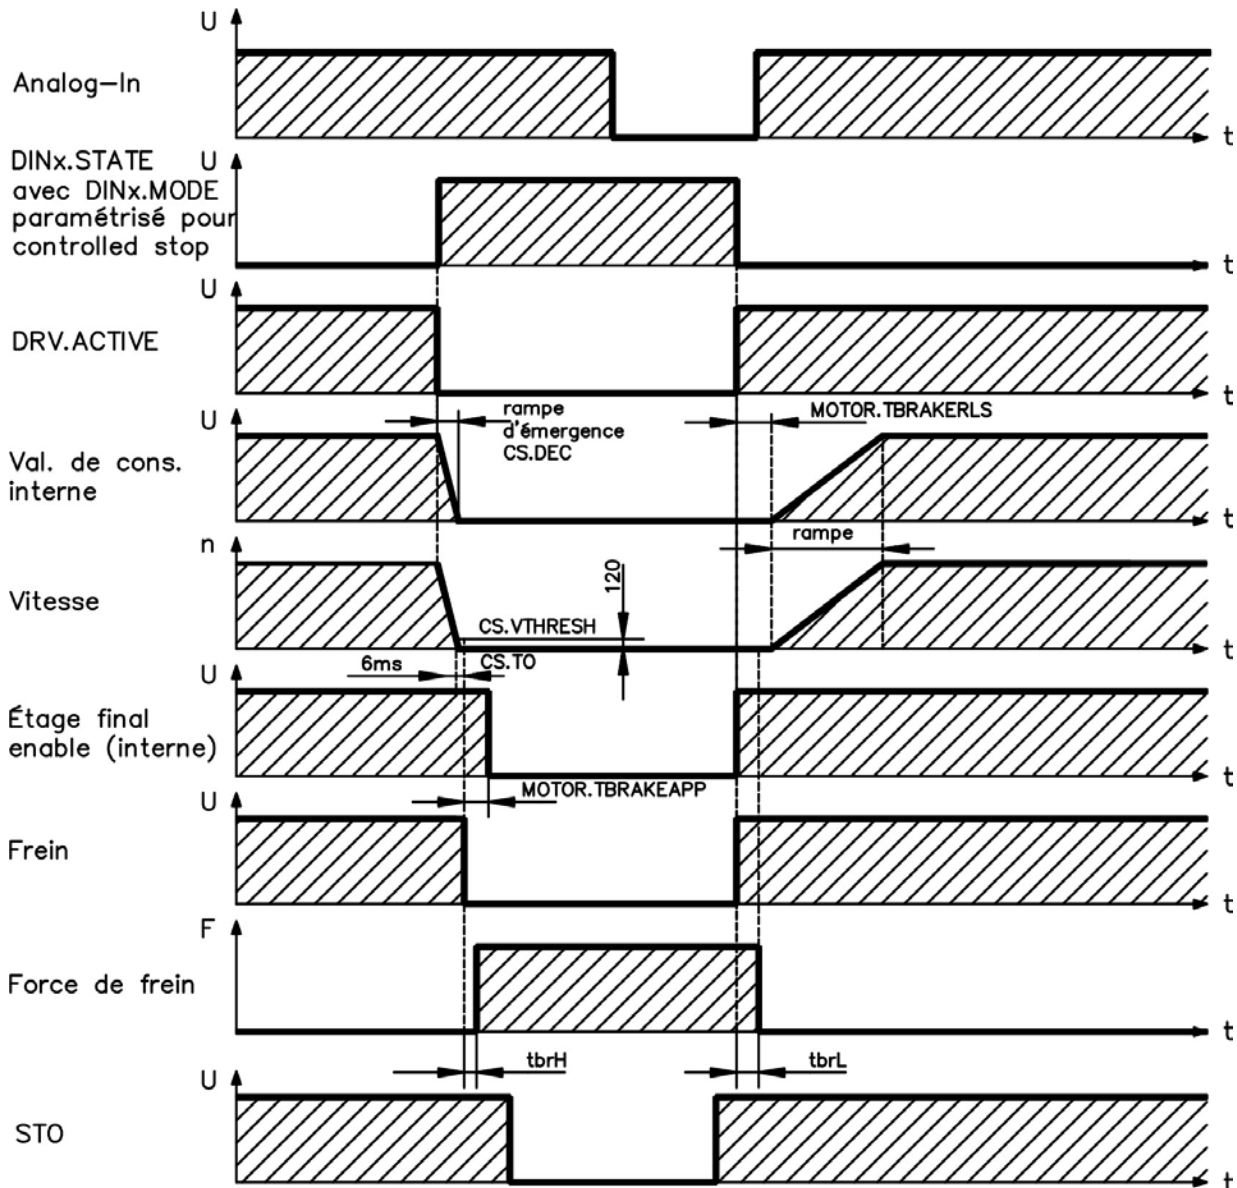 U
Analog-In
t
DINx.STATE
U
avec DINx.MODE
paramétrisé pour
controlled stop
t
U
DRV.ACTIVE
t
U
rampe
d'émergence
CS.DEC
MOTOR.TBRAKERLS
Val. de cons.
interne
t
n
rampe
Vitesse
120
CS.VTHRESH
t
6ms
CS.TO
U
Étage final
enable (interne)
t
MOTOR.TBRAKEAPP
U
Frein
t
F
Force de frein
t
tbrH
tbrL
U
STO
t